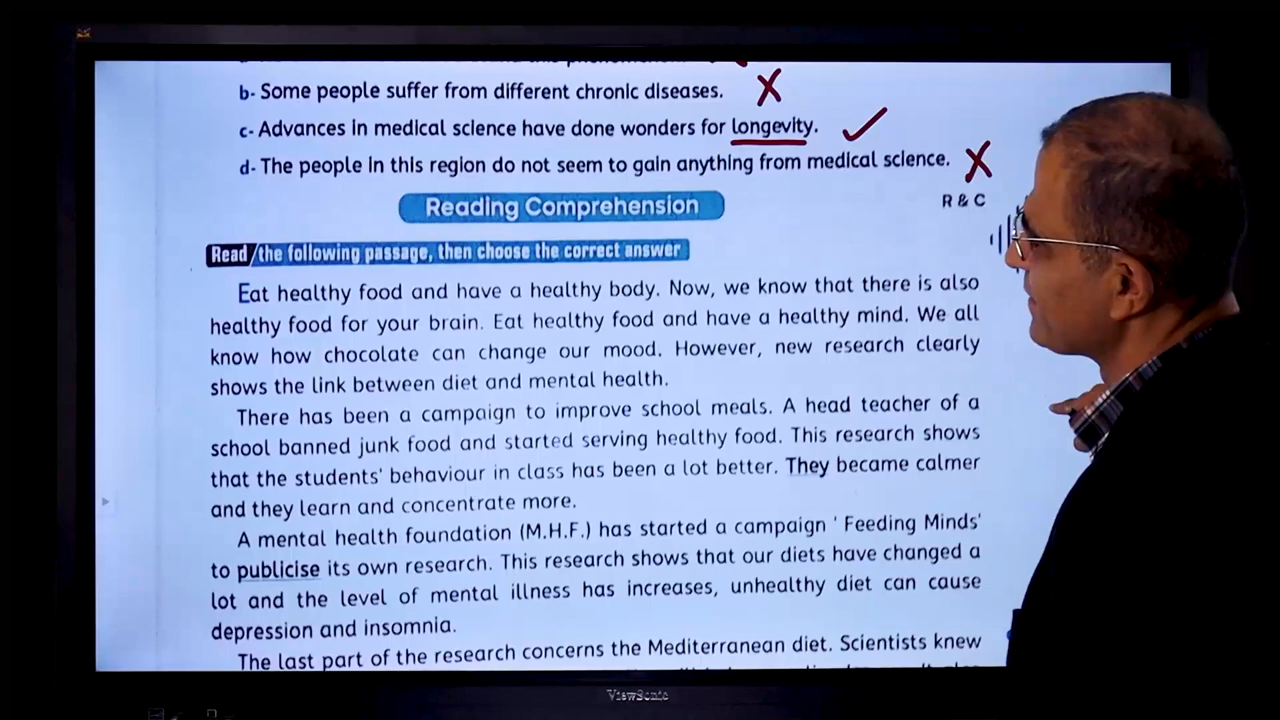 b- Some people suffer from different chronic diseases.
c- Advances in medical science have done wonders for longevity.
d- The people in this region do not seem to gain anything from medical science.
Reading Comprehension
R & C
Read the following passage, then choose the correct answer
Eat healthy food and have a healthy body. Now, we know that there is also
healthy food for your brain. Eat healthy food and have a healthy mind. We all
know how chocolate can change our mood. However, new research clearly
shows the link between diet and mental health.
There has been a campaign to improve school meals. A head teacher of a
school banned junk food and started serving healthy food. This research shows
that the students' behaviour in class has been a lot better. They became calmer
and they learn and concentrate more.
A mental health foundation (M.H.F.) has started a campaign ' Feeding Minds'
to publicise its own research. This research shows that our diets have changed a
lot and the level of mental illness has increases, unhealthy diet can cause
depression and insomnia.
The last part of the research concerns the Mediterranean diet. Scientists knew
ViewSonic